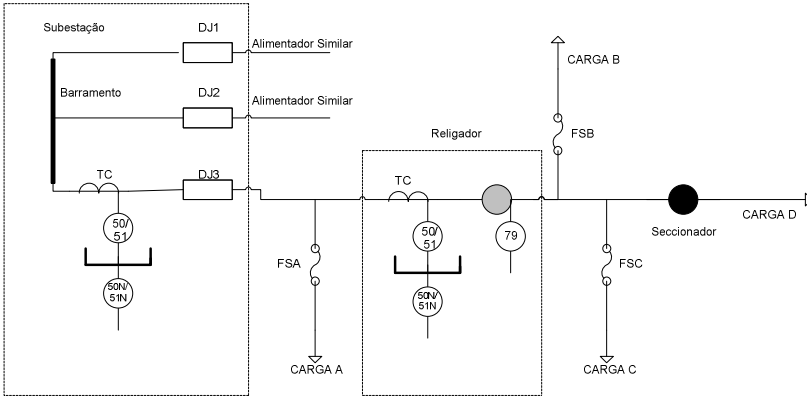 Subestação
DJ1
Alimentador Similar
Barramento
DJ2
Alimentador Similar
TC
DJ3
50/
51
50N/
51N
FSA
CARGA A
Religador
TC
50/
51
50N/
51N
79
CARGA B
FSB
FSC
CARGA C
Seccionador
CARGA D